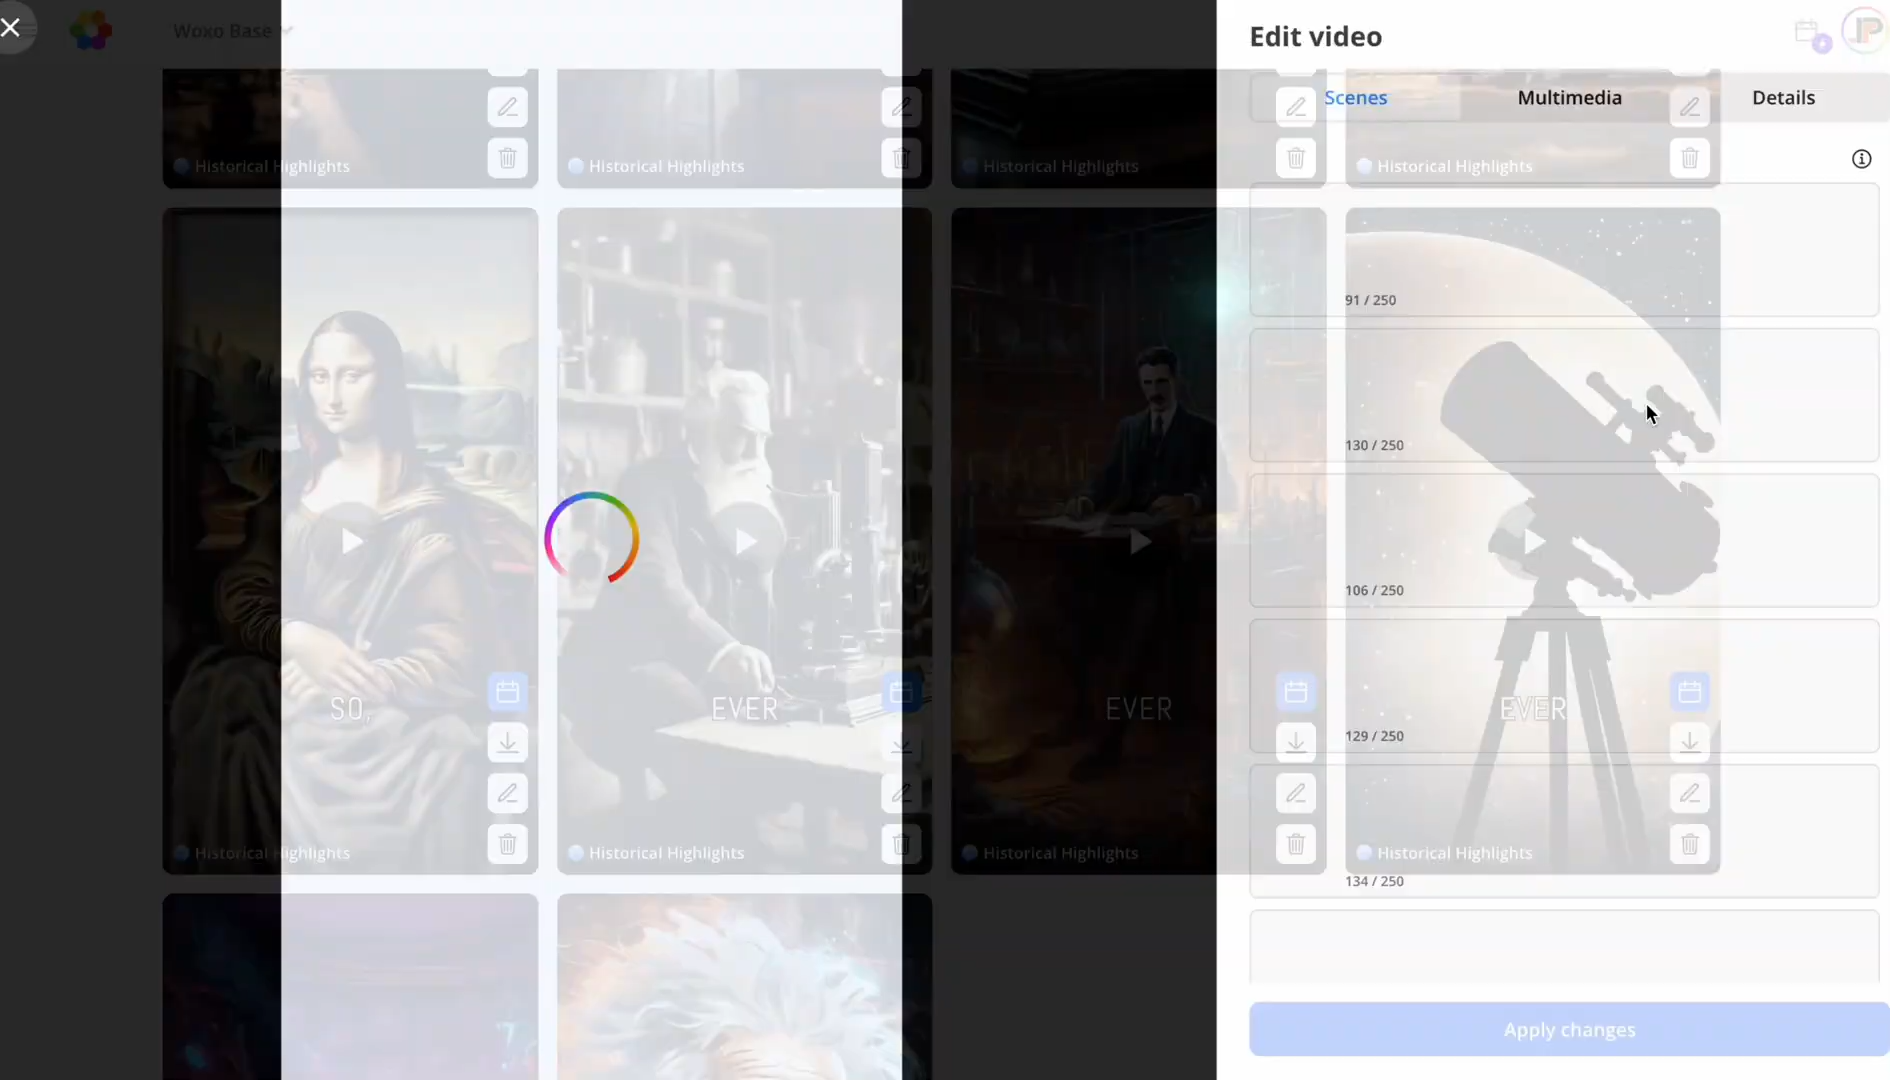 Woxo Base
Edit video
Scenes
Multimedia
Details
Historical Highlights
Historical Highlights
Historical Highlights
Historical Highlights
91 / 250
130 / 250
106 / 250
129 / 250
134 / 250
SO,
EVER
EVER
EVER
Historical Highlights
Historical Highlights
Historical Highlights
Historical Highlights
Apply changes